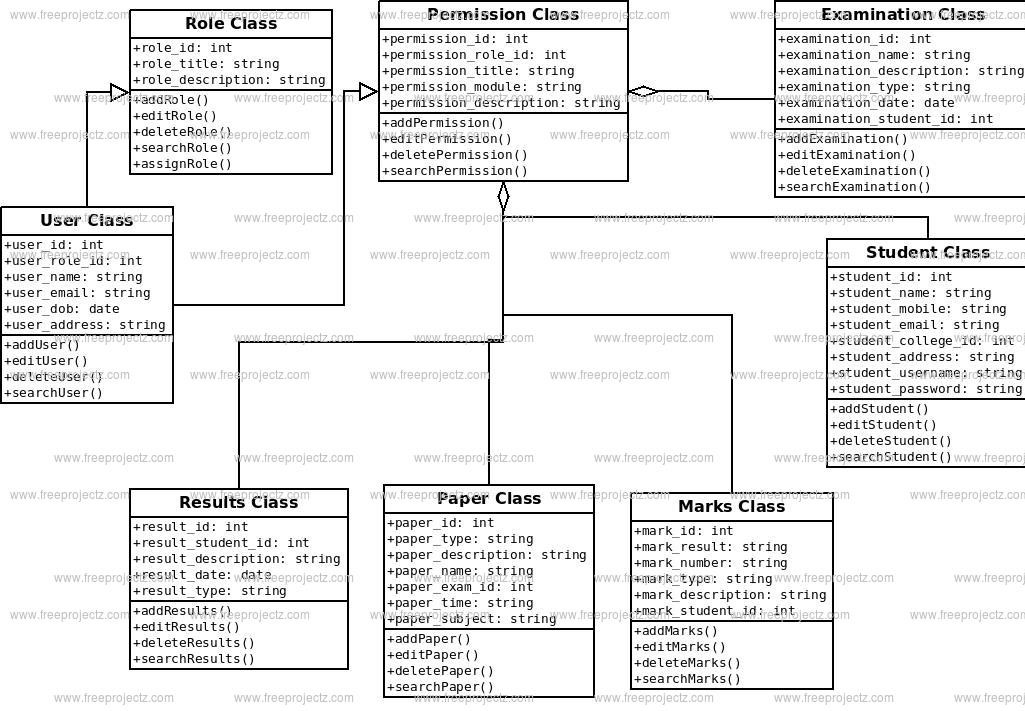 Role Class
+role_id: int
+role_title: string
+role_description: string
+addRole()
+editRole()
+deleteRole()
+searchRole()
+assignRole()
Permission Class
+permission_id: int
+permission_role_id: int
+permission_title: string
+permission_module: string
+permission_description: string
+addPermission()
+editPermission()
+deletePermission()
+searchPermission()
Examination Class
+examination_id: int
+examination_name: string
+examination_description: string
+examination_type: string
+examination_date: date
+examination_student_id: int
+addExamination()
+editExamination()
+deleteExamination()
+searchExamination()
User Class
+user_id: int
+user_role_id: int
+user_name: string
+user_email: string
+user_dob: date
+user_address: string
+addUser()
+editUser()
+deleteUser()
+searchUser()
Student Class
+student_id: int
+student_name: string
+student_mobile: string
+student_email: string
+student_college_id: int
+student_address: string
+student_username: string
+student_password: string
+addStudent()
+editStudent()
+deleteStudent()
+searchStudent()
Results Class
+result_id: int
+result_student_id: int
+result_description: string
+result_date: date
+result_type: string
+addResults()
+editResults()
+deleteResults()
+searchResults()
Paper Class
+paper_id: int
+paper_type: string
+paper_description: string
+paper_name: string
+paper_exam_id: int
+paper_time: string
+paper_subject: string
+addPaper()
+editPaper()
+deletePaper()
+searchPaper()
Marks Class
+mark_id: int
+mark_result: string
+mark_number: string
+mark_type: string
+mark_description: string
+mark_student_id: int
+addMarks()
+editMarks()
+deleteMarks()
+searchMarks()
www.freeprojectz.com